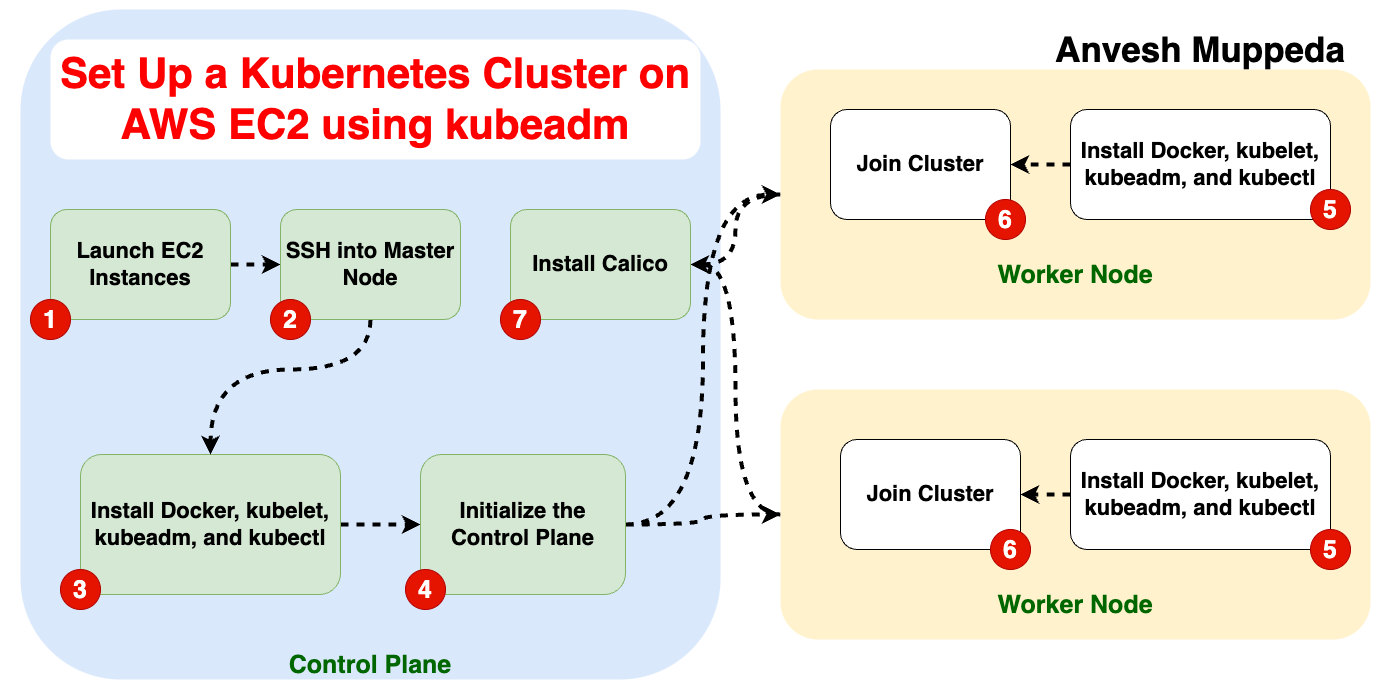 Set Up a Kubernetes Cluster on
AWS EC2 using kubeadm
Anvesh Muppeda
Launch EC2
Instances
1
SSH into Master
Node
2
Install Calico
7
Install Docker, kubelet,
kubeadm, and kubectl
3
Initialize the
Control Plane
4
Control Plane
Join Cluster
6
Install Docker, kubelet,
kubeadm, and kubectl
5
Worker Node
Join Cluster
6
Install Docker, kubelet,
kubeadm, and kubectl
5
Worker Node